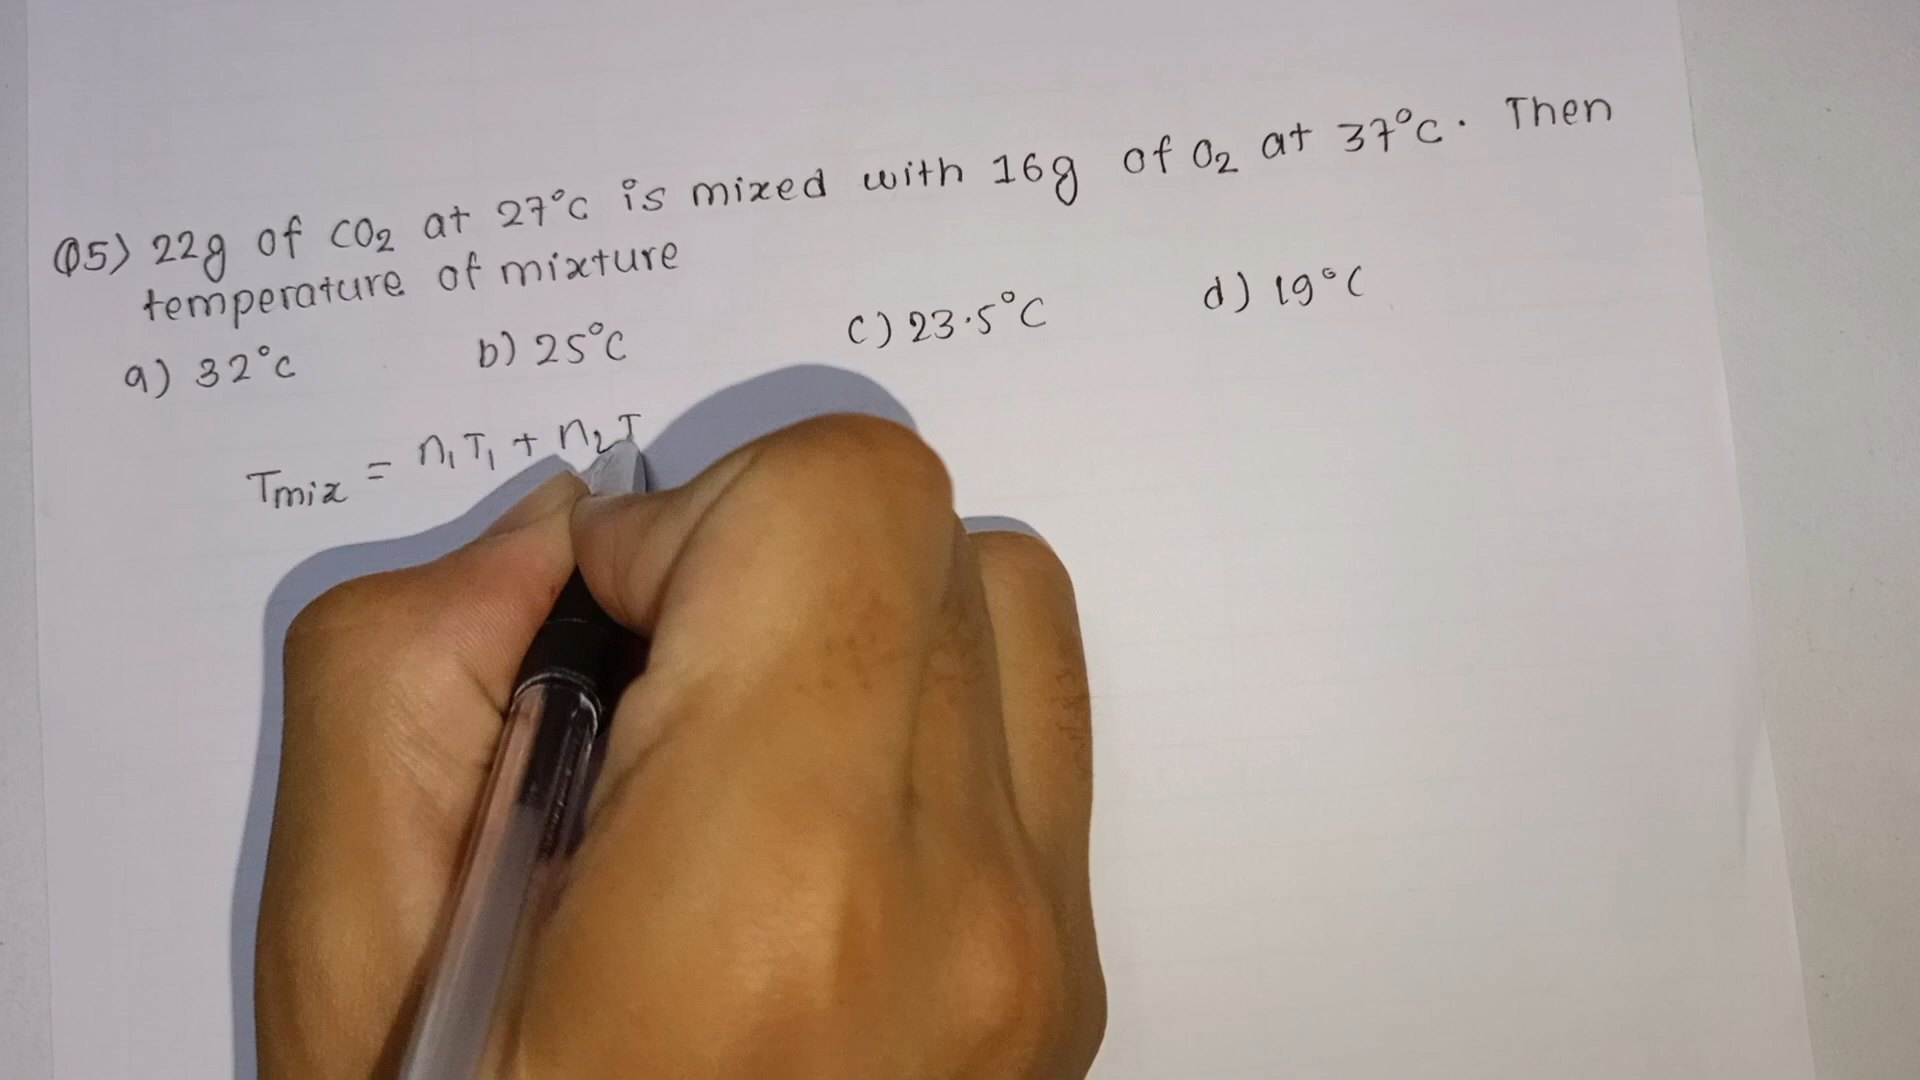 Q5) 22g of CO2 at 27°C is mixed with 16g of O2 at 37°C. Then
temperature of mixture
a) 32°C b) 25°C C) 23.5°C d) 19°C
Tmix = n1T1 + n2T